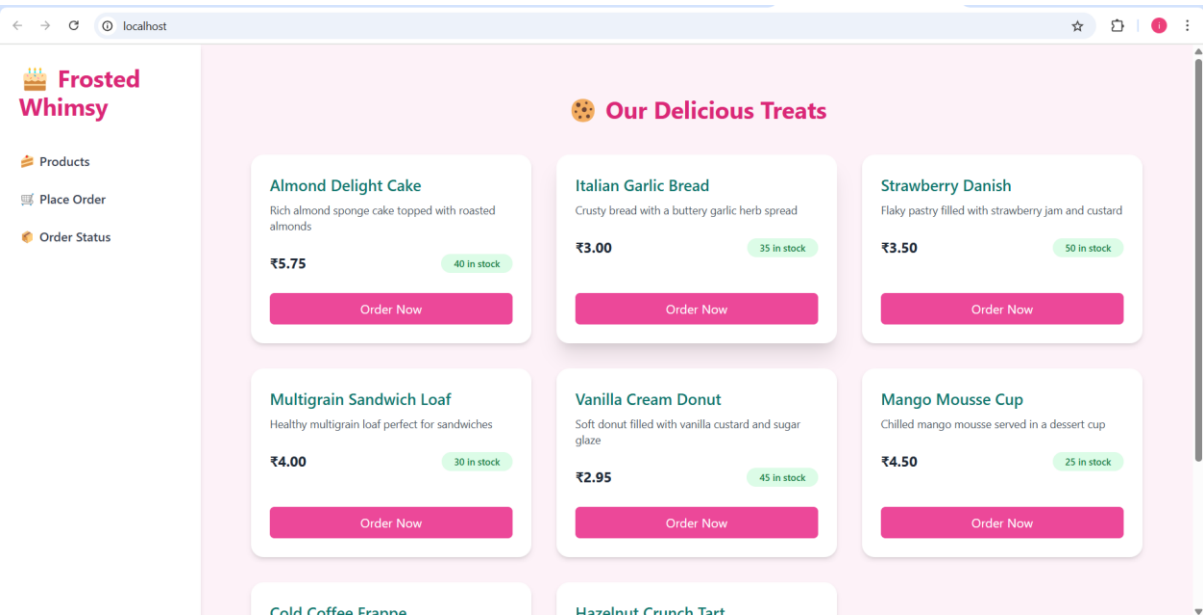 localhost
Frosted
Whimsy
Products
Place Order
Order Status
Our Delicious Treats
Almond Delight Cake
Rich almond sponge cake topped with roasted
almonds
₹5.75
40 in stock
Order Now
Italian Garlic Bread
Crusty bread with a buttery garlic herb spread
₹3.00
35 in stock
Order Now
Strawberry Danish
Flaky pastry filled with strawberry jam and custard
₹3.50
50 in stock
Order Now
Multigrain Sandwich Loaf
Healthy multigrain loaf perfect for sandwiches
₹4.00
30 in stock
Order Now
Vanilla Cream Donut
Soft donut filled with vanilla custard and sugar
glaze
₹2.95
45 in stock
Order Now
Mango Mousse Cup
Chilled mango mousse served in a dessert cup
₹4.50
25 in stock
Order Now
Cold Coffee Frappe
Hazelnut Crunch Tart